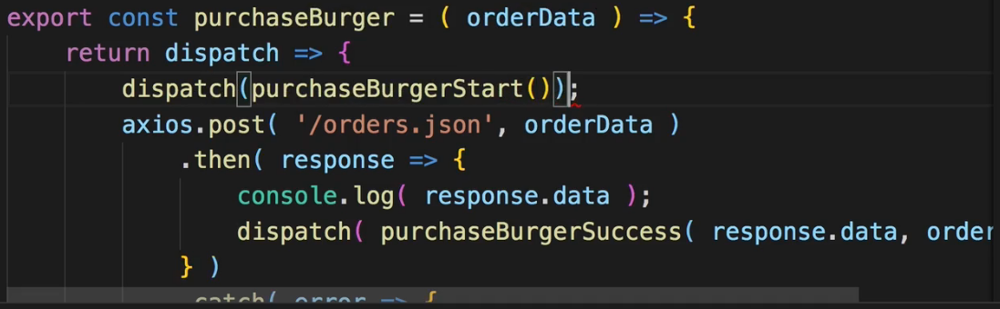 export const purchaseBurger = ( orderData ) => {
return dispatch => {
dispatch(purchaseBurgerStart());
axios.post( '/orders.json', orderData )
.then( response => {
console.log( response.data );
dispatch( purchaseBurgerSuccess( response.data, order
} )
.catch( error => {